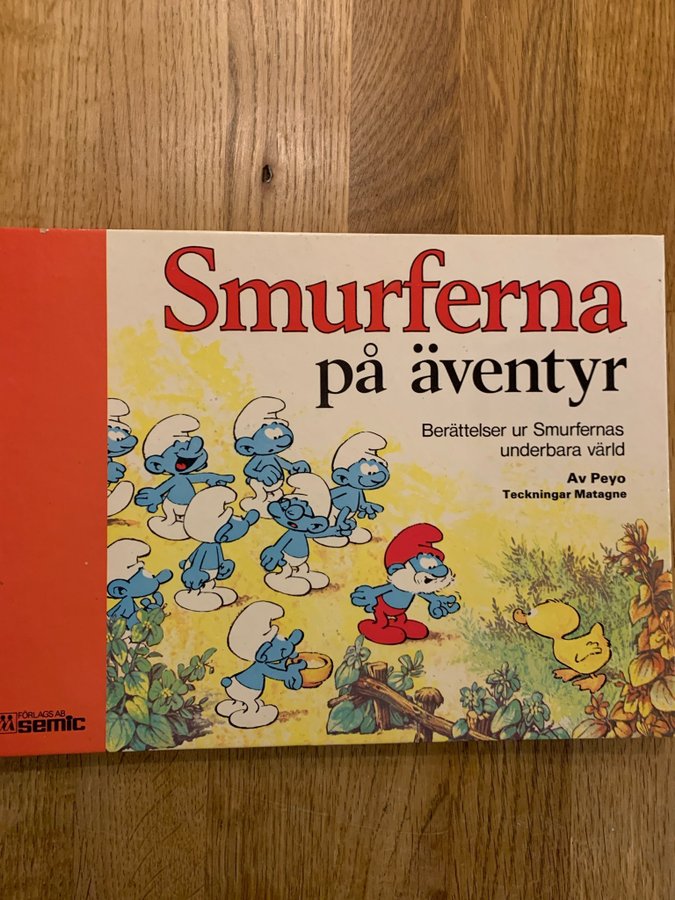 Smurferna
på äventyr
Berättelser ur Smurfernas
underbara värld
Av Peyo
Teckningar Matagne
FÖRLAGS AB
semic